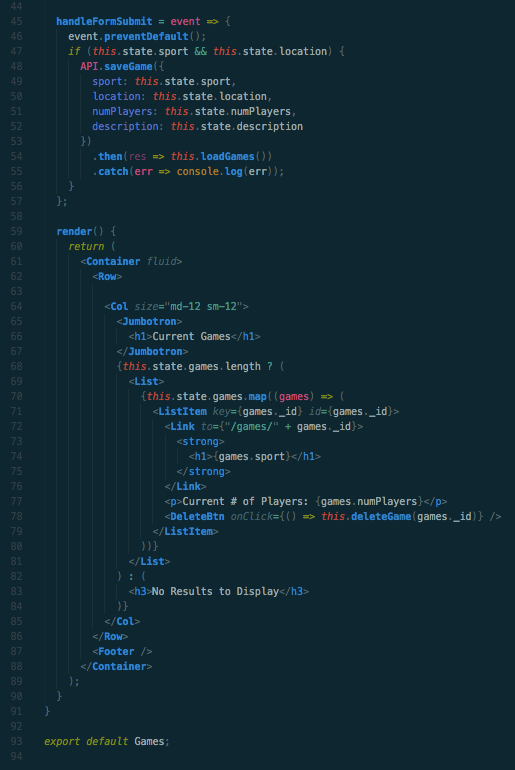 44
45 handleFormSubmit = event => {
46 event.preventDefault();
47 if (this.state.sport && this.state.location) {
48 API.saveGame({
49 sport: this.state.sport,
50 location: this.state.location,
51 numPlayers: this.state.numPlayers,
52 description: this.state.description
53 })
54 .then(res => this.loadGames())
55 .catch(err => console.log(err));
56 }
57 };
58
59 render() {
60 return (
61 <Container fluid>
62 <Row>
63
64 <Col size="md-12 sm-12">
65 <Jumbotron>
66 <h1>Current Games</h1>
67 </Jumbotron>
68 {this.state.games.length ? (
69 <List>
70 {this.state.games.map((games) => (
71 <ListItem key={games._id} id={games._id}>
72 <Link to={"/games/" + games._id}>
73 <strong>
74 <h1>{games.sport}</h1>
75 </strong>
76 </Link>
77 <p>Current # of Players: {games.numPlayers}</p>
78 <DeleteBtn onClick={() => this.deleteGame(games._id)} />
79 </ListItem>
80 ))}
81 </List>
82 ) : (
83 <h3>No Results to Display</h3>
84 )}
85 </Col>
86 </Row>
87 <Footer />
88 </Container>
89 );
90 }
91 }
92
93 export default Games;
94